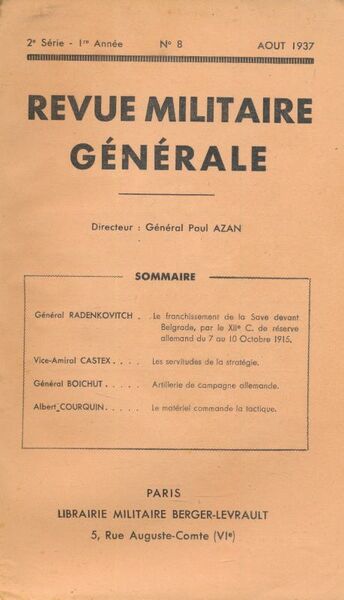 2e Série - 1re Année No 8 AOUT 1937
REVUE MILITAIRE
GÉNÉRALE
Directeur : Général Paul AZAN
SOMMAIRE
Général RADENKOVITCH . Le franchissement de la Save devant
Belgrade, par le XIIe C. de réserve
allemand du 7 au 10 Octobre 1915.
Vice-Amiral CASTEX . . . . Les servitudes de la stratégie.
Général BOICHUT . . . . . Artillerie de campagne allemande.
Albert COURQUIN . . . . . Le matériel commande la tactique.
PARIS
LIBRAIRIE MILITAIRE BERGER-LEVRAULT
5, Rue Auguste-Comte (VIe)